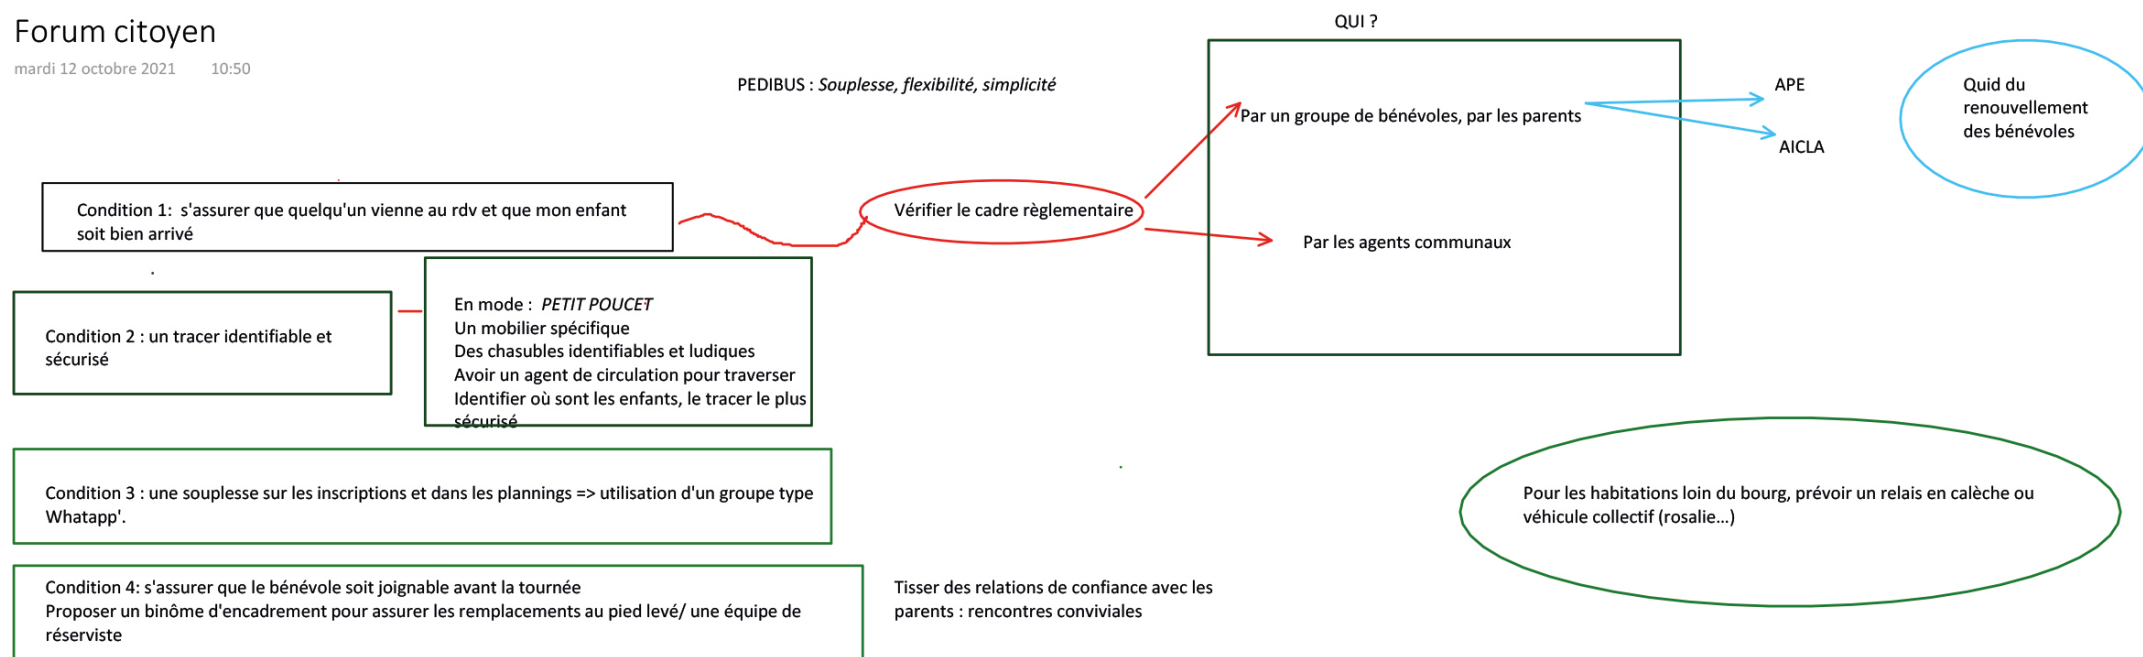 Forum citoyen
mardi 12 octobre 2021 10:50
QUI ?
PEDIBUS : Souplesse, flexibilité, simplicité
Par un groupe de bénévoles, par les parents
APE
AICLA
Quid du
renouvellement
des bénévoles
Condition 1: s'assurer que quelqu'un vienne au rdv et que mon enfant
soit bien arrivé
Vérifier le cadre règlementaire
Par les agents communaux
Condition 2 : un tracer identifiable et
sécurisé
En mode : PETIT POUCET
Un mobilier spécifique
Des chasubles identifiables et ludiques
Avoir un agent de circulation pour traverser
Identifier où sont les enfants, le tracer le plus
sécurisé
Condition 3 : une souplesse sur les inscriptions et dans les plannings => utilisation d'un groupe type
Whatapp'.
Pour les habitations loin du bourg, prévoir un relais en calèche ou
véhicule collectif (rosalie...)
Condition 4: s'assurer que le bénévole soit joignable avant la tournée
Proposer un binôme d'encadrement pour assurer les remplacements au pied levé/ une équipe de
réserviste
Tisser des relations de confiance avec les
parents : rencontres conviviales